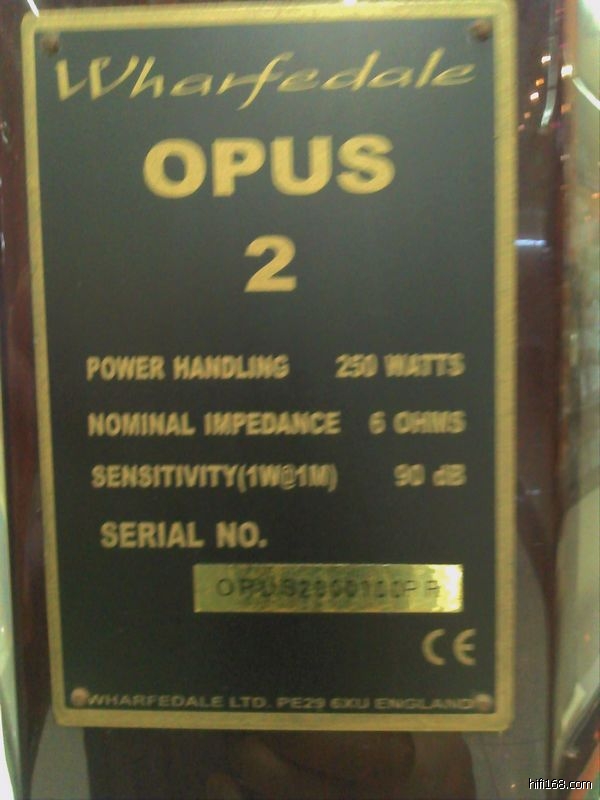 Wharfedale
OPUS
2
POWER HANDLING 250 WATTS
NOMINAL IMPEDANCE 6 OHMS
SENSITIVITY(1W@1M) 90 dB
SERIAL NO.
CE
WHARFEDALE LTD. PE29 6XU ENGLAND
hifi168.com